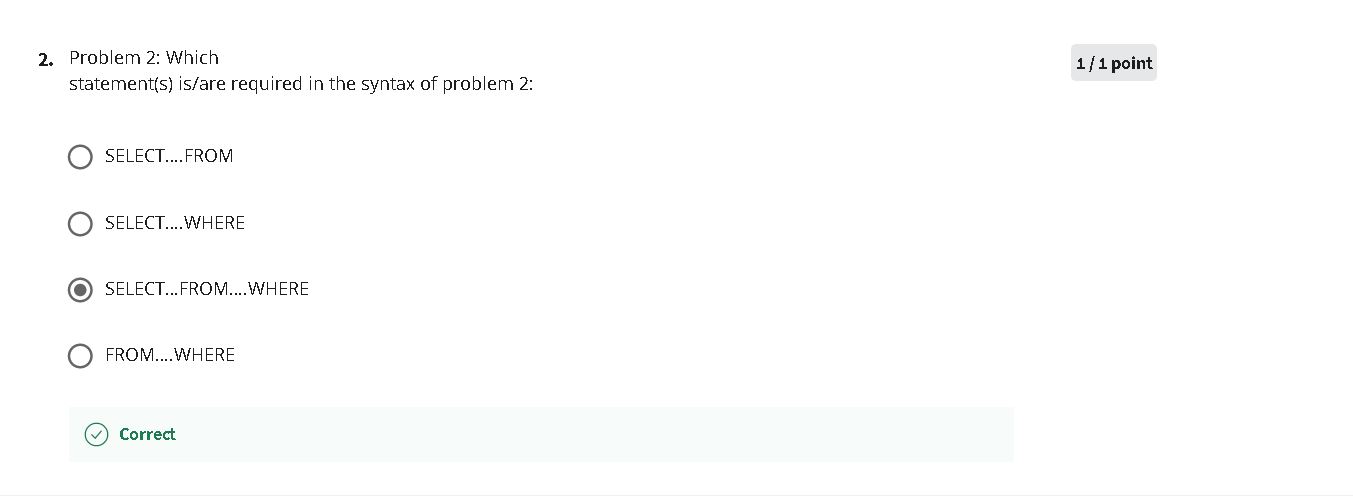 2. Problem 2: Which
1 / 1 point
statement(s) is/are required in the syntax of problem 2:
SELECT....FROM
SELECT....WHERE
SELECT...FROM....WHERE
FROM....WHERE
Correct